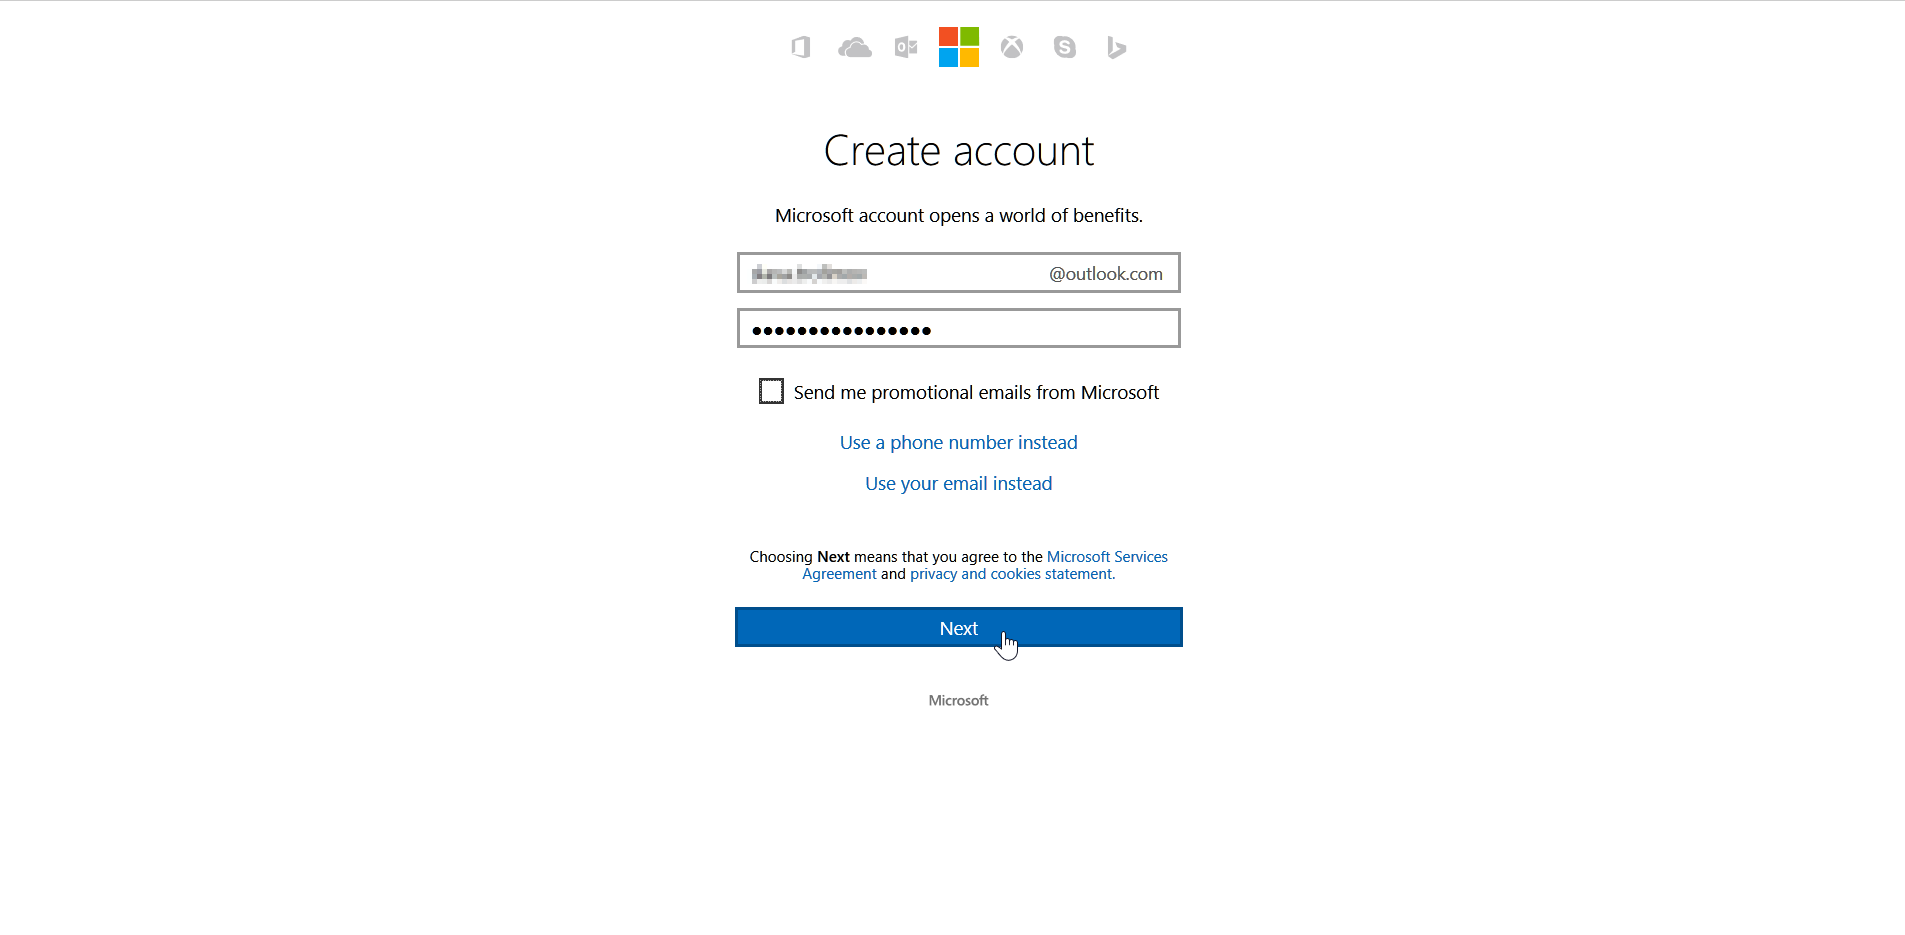 Create account
Microsoft account opens a world of benefits.
@outlook.com
Send me promotional emails from Microsoft
Use a phone number instead
Use your email instead
Choosing Next means that you agree to the Microsoft Services
Agreement and privacy and cookies statement.
Next
Microsoft